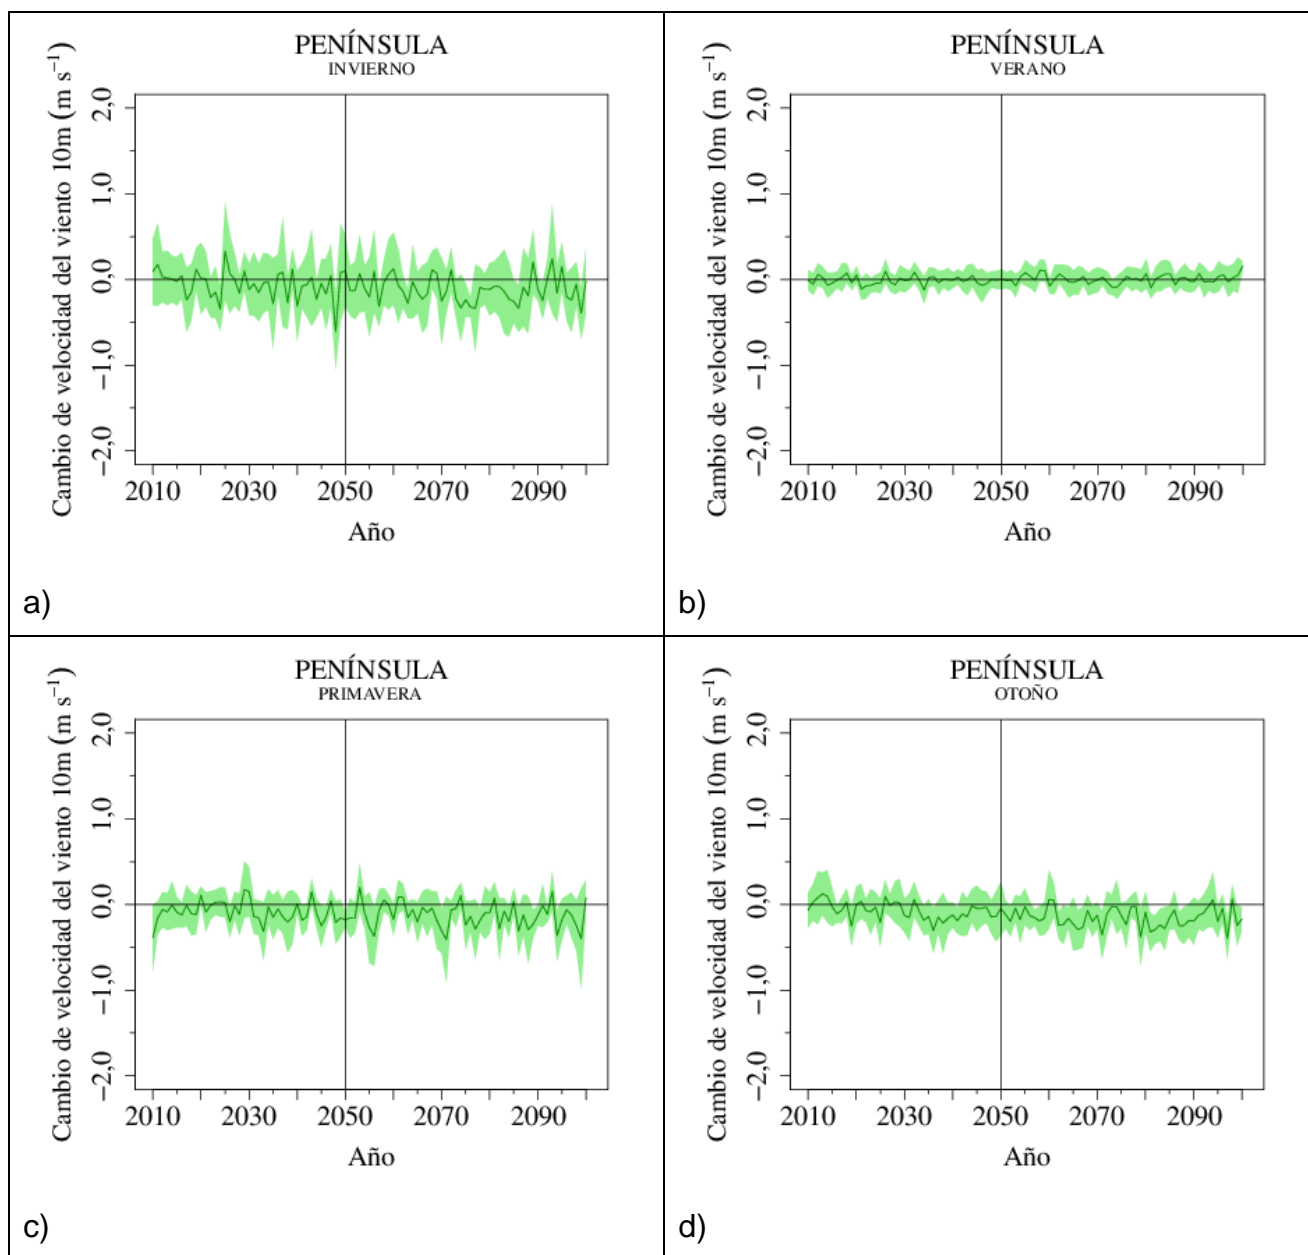 PENÍNSULA
INVIERNO
Cambio de velocidad del viento 10m (m s⁻¹)
2,0
1,0
0,0
−1,0
−2,0
2010 2030 2050 2070 2090
Año
a)
PENÍNSULA
VERANO
Cambio de velocidad del viento 10m (m s⁻¹)
2,0
1,0
0,0
−1,0
−2,0
2010 2030 2050 2070 2090
Año
b)
PENÍNSULA
PRIMAVERA
Cambio de velocidad del viento 10m (m s⁻¹)
2,0
1,0
0,0
−1,0
−2,0
2010 2030 2050 2070 2090
Año
c)
PENÍNSULA
OTOÑO
Cambio de velocidad del viento 10m (m s⁻¹)
2,0
1,0
0,0
−1,0
−2,0
2010 2030 2050 2070 2090
Año
d)